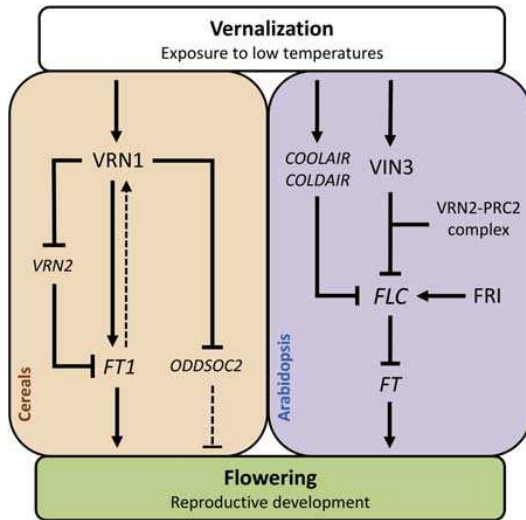 Vernalization
Exposure to low temperatures
VRN1
VRN2
FT1
ODDSOC2
Cereals
COOLAIR
COLDAIR
VIN3
VRN2-PRC2
complex
FLC
FRI
FT
Arabidopsis
Flowering
Reproductive development